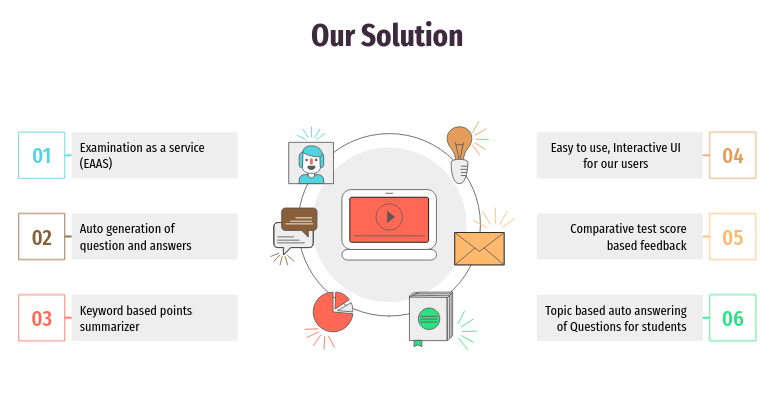 Our Solution
01
Examination as a service
(EAAS)
02
Auto generation of
question and answers
03
Keyword based points
summarizer
Easy to use, Interactive UI
for our users
04
Comparative test score
based feedback
05
Topic based auto answering
of Questions for students
06